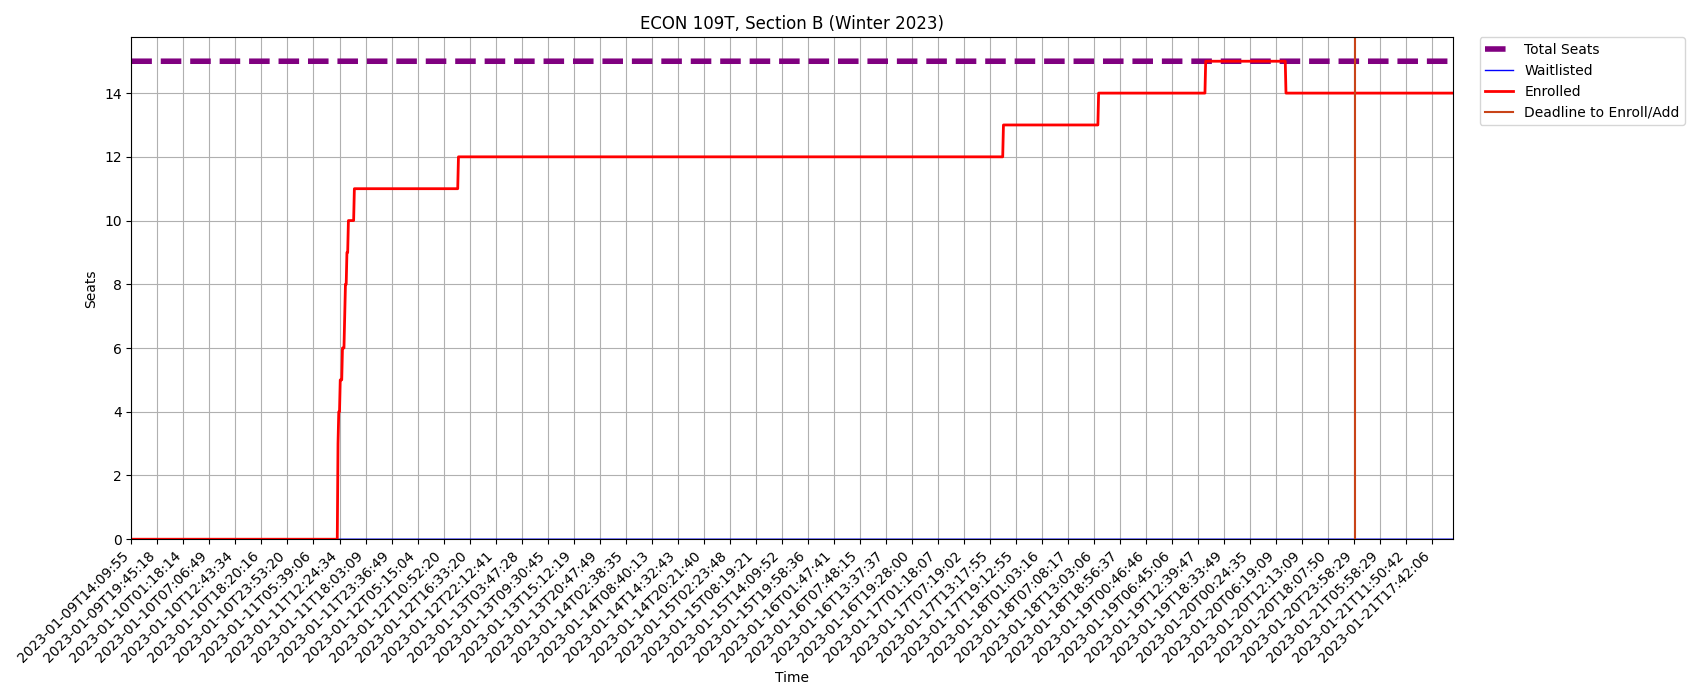 ECON 109T, Section B (Winter 2023)
Total Seats
Waitlisted
Enrolled
Deadline to Enroll/Add
Seats
14
12
10
8
6
4
2
0
2023-01-09T14:09:55
2023-01-09T19:45:18
2023-01-10T01:18:14
2023-01-10T07:06:49
2023-01-10T12:43:34
2023-01-10T18:20:16
2023-01-10T23:53:20
2023-01-11T05:39:06
2023-01-11T12:24:34
2023-01-11T18:03:09
2023-01-11T23:36:49
2023-01-12T05:15:04
2023-01-12T10:52:20
2023-01-12T16:33:20
2023-01-12T22:12:41
2023-01-13T03:47:28
2023-01-13T09:30:45
2023-01-13T15:12:19
2023-01-13T20:47:49
2023-01-14T02:38:35
2023-01-14T08:40:13
2023-01-14T14:32:43
2023-01-14T20:21:40
2023-01-15T02:23:48
2023-01-15T08:19:21
2023-01-15T14:09:52
2023-01-15T19:58:36
2023-01-16T01:47:41
2023-01-16T07:48:15
2023-01-16T13:37:37
2023-01-16T19:28:00
2023-01-17T01:18:07
2023-01-17T07:19:02
2023-01-17T13:17:55
2023-01-17T19:12:55
2023-01-18T01:03:16
2023-01-18T07:08:17
2023-01-18T13:03:06
2023-01-18T18:56:37
2023-01-19T00:46:46
2023-01-19T06:45:06
2023-01-19T12:39:47
2023-01-19T18:33:49
2023-01-20T00:24:35
2023-01-20T06:19:09
2023-01-20T12:13:09
2023-01-20T18:07:50
2023-01-20T23:58:29
2023-01-21T05:58:29
2023-01-21T11:50:42
2023-01-21T17:42:06
Time